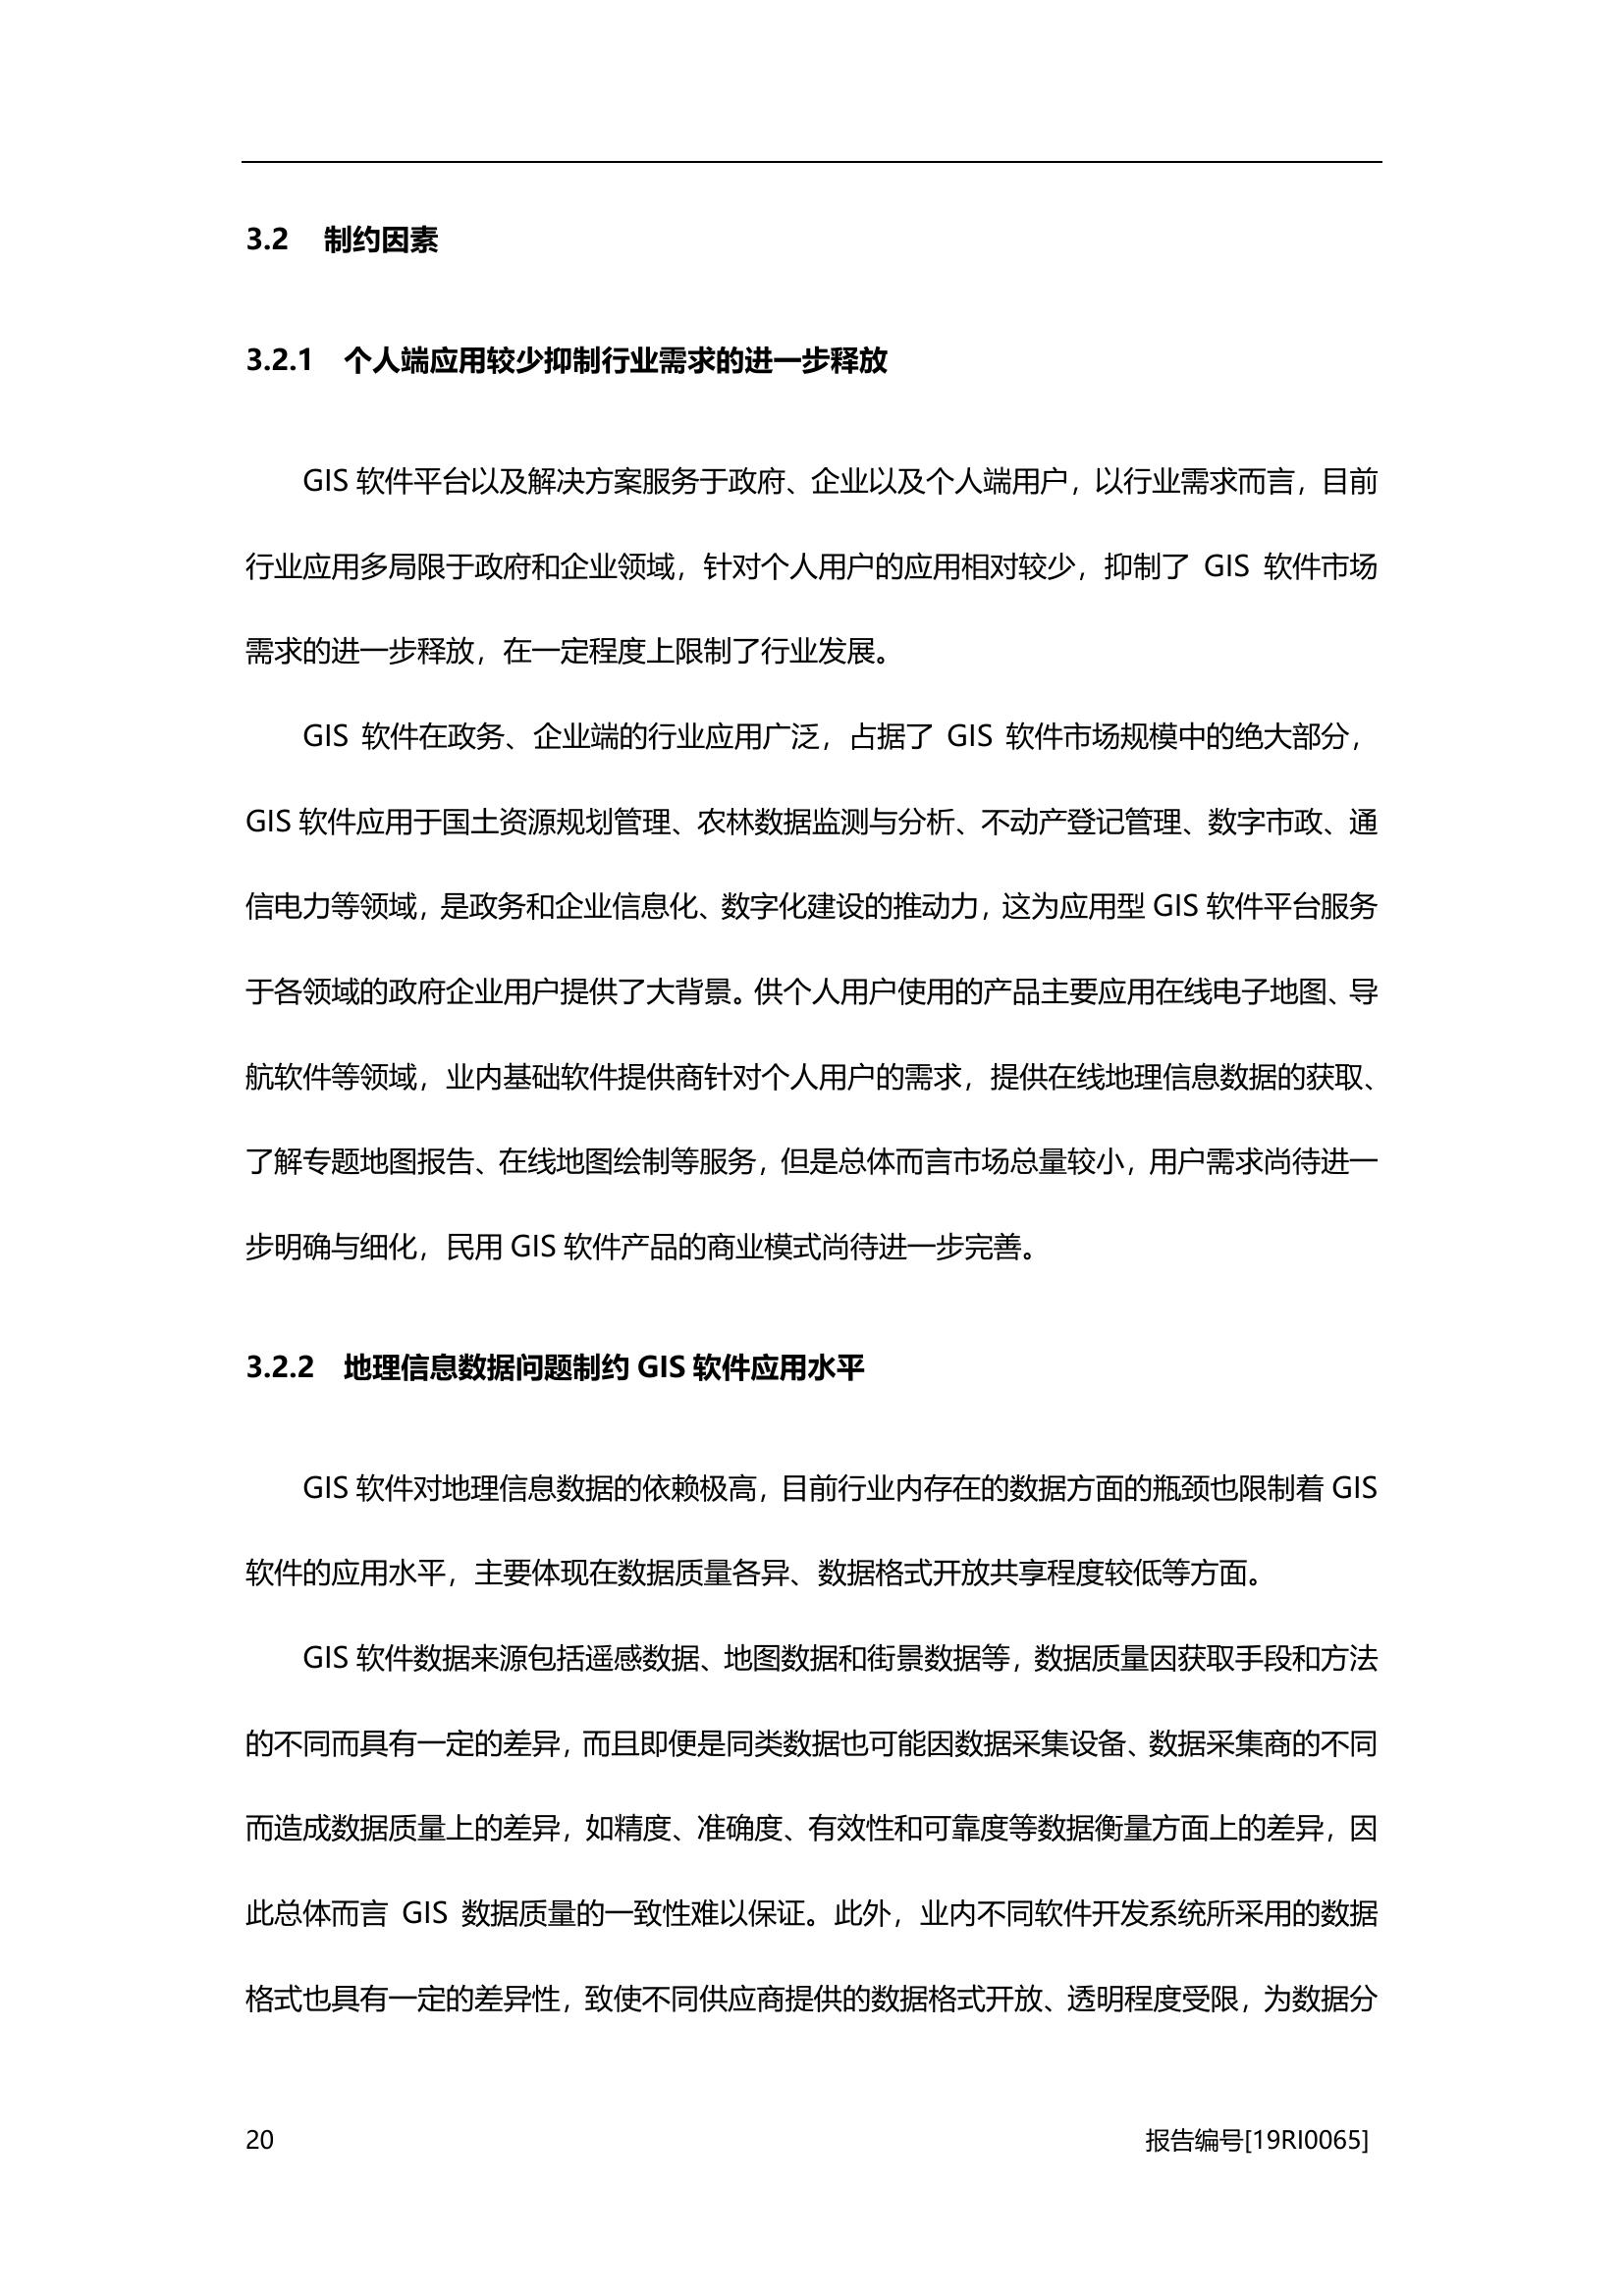 3.2 制约因素
3.2.1 个人端应用较少抑制行业需求的进一步释放
GIS 软件平台以及解决方案服务于政府、企业以及个人端用户，以行业需求而言，目前
行业应用多局限于政府和企业领域，针对个人用户的应用相对较少，抑制了 GIS 软件市场
需求的进一步释放，在一定程度上限制了行业发展。
GIS 软件在政务、企业端的行业应用广泛，占据了 GIS 软件市场规模中的绝大部分，
GIS 软件应用于国土资源规划管理、农林数据监测与分析、不动产登记管理、数字市政、通
信电力等领域，是政务和企业信息化、数字化建设的推动力，这为应用型 GIS 软件平台服务
于各领域的政府企业用户提供了大背景。供个人用户使用的产品主要应用在线电子地图、导
航软件等领域，业内基础软件提供商针对个人用户的需求，提供在线地理信息数据的获取、
了解专题地图报告、在线地图绘制等服务，但是总体而言市场总量较小，用户需求尚待进一
步明确与细化，民用 GIS 软件产品的商业模式尚待进一步完善。
3.2.2 地理信息数据问题制约 GIS 软件应用水平
GIS 软件对地理信息数据的依赖极高，目前行业内存在的数据方面的瓶颈也限制着 GIS
软件的应用水平，主要体现在数据质量各异、数据格式开放共享程度较低等方面。
GIS 软件数据来源包括遥感数据、地图数据和街景数据等，数据质量因获取手段和方法
的不同而具有一定的差异，而且即便是同类数据也可能因数据采集设备、数据采集商的不同
而造成数据质量上的差异，如精度、准确度、有效性和可靠度等数据衡量方面上的差异，因
此总体而言 GIS 数据质量的一致性难以保证。此外，业内不同软件开发系统所采用的数据
格式也具有一定的差异性，致使不同供应商提供的数据格式开放、透明程度受限，为数据分
20 报告编号[19RI0065]